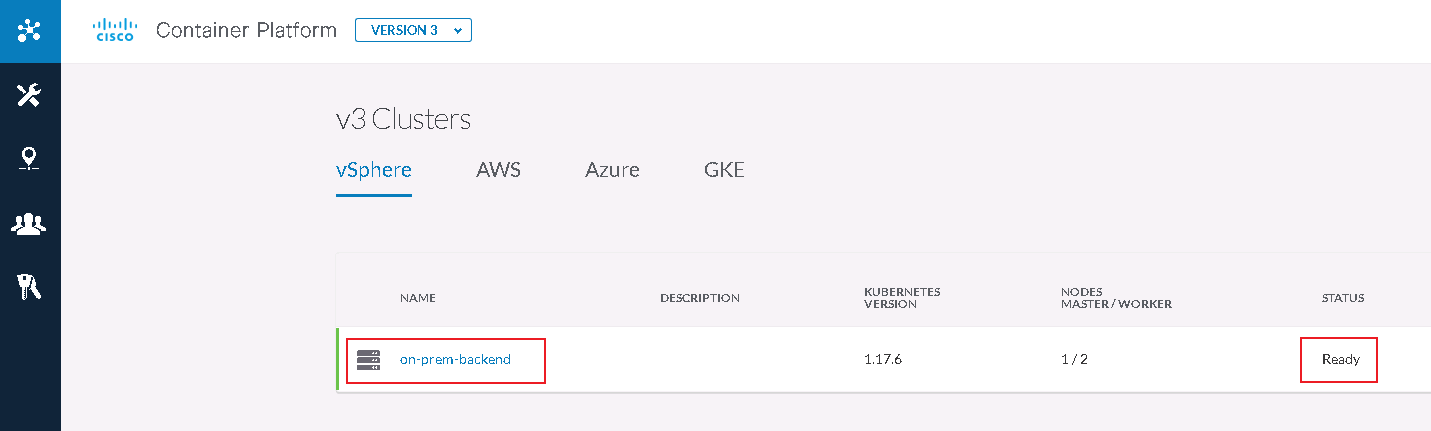 CISCO Container Platform VERSION 3
v3 Clusters
vSphere AWS Azure GKE
NAME DESCRIPTION KUBERNETES VERSION NODES MASTER / WORKER STATUS
on-prem-backend 1.17.6 1 / 2 Ready